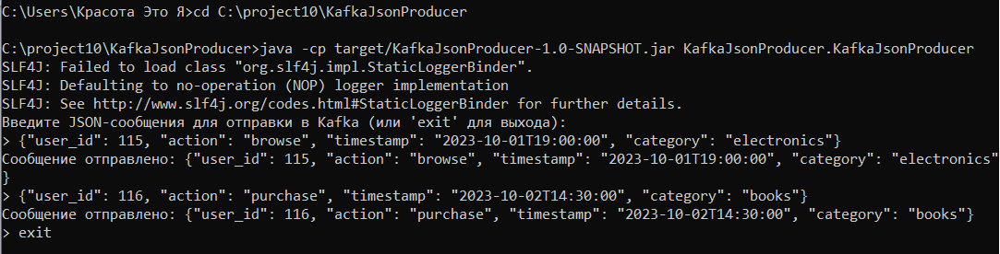 C:\Users\Красота Это Я>cd C:\project10\KafkaJsonProducer
C:\project10\KafkaJsonProducer>java -cp target/KafkaJsonProducer-1.0-SNAPSHOT.jar KafkaJsonProducer.KafkaJsonProducer
SLF4J: Failed to load class "org.slf4j.impl.StaticLoggerBinder".
SLF4J: Defaulting to no-operation (NOP) logger implementation
SLF4J: See http://www.slf4j.org/codes.html#StaticLoggerBinder for further details.
Введите JSON-сообщения для отправки в Kafka (или 'exit' для выхода):
> {"user_id": 115, "action": "browse", "timestamp": "2023-10-01T19:00:00", "category": "electronics"}
Сообщение отправлено: {"user_id": 115, "action": "browse", "timestamp": "2023-10-01T19:00:00", "category": "electronics"
}
> {"user_id": 116, "action": "purchase", "timestamp": "2023-10-02T14:30:00", "category": "books"}
Сообщение отправлено: {"user_id": 116, "action": "purchase", "timestamp": "2023-10-02T14:30:00", "category": "books"}
> exit